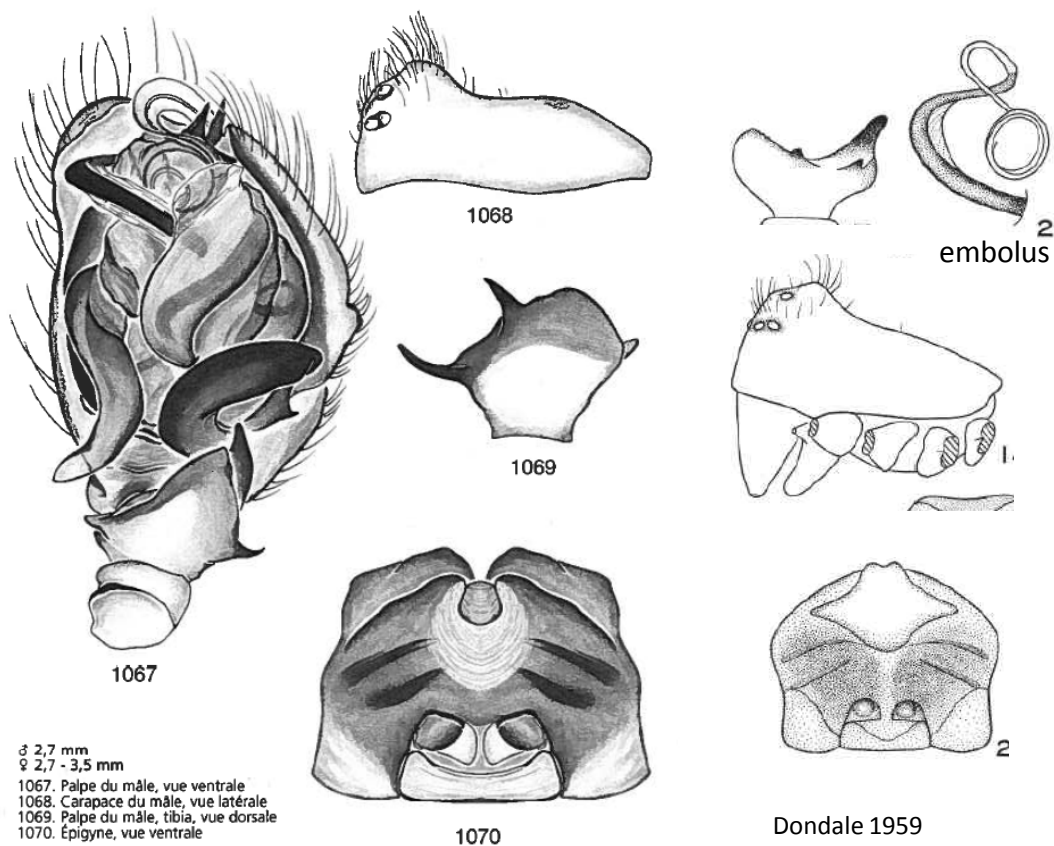 1068
2
embolus
1069
1
1067
♂ 2,7 mm
♀ 2,7 - 3,5 mm
1067. Palpe du mâle, vue ventrale
1068. Carapace du mâle, vue latérale
1069. Palpe du mâle, tibia, vue dorsale
1070. Épigyne, vue ventrale
1070
2
Dondale 1959